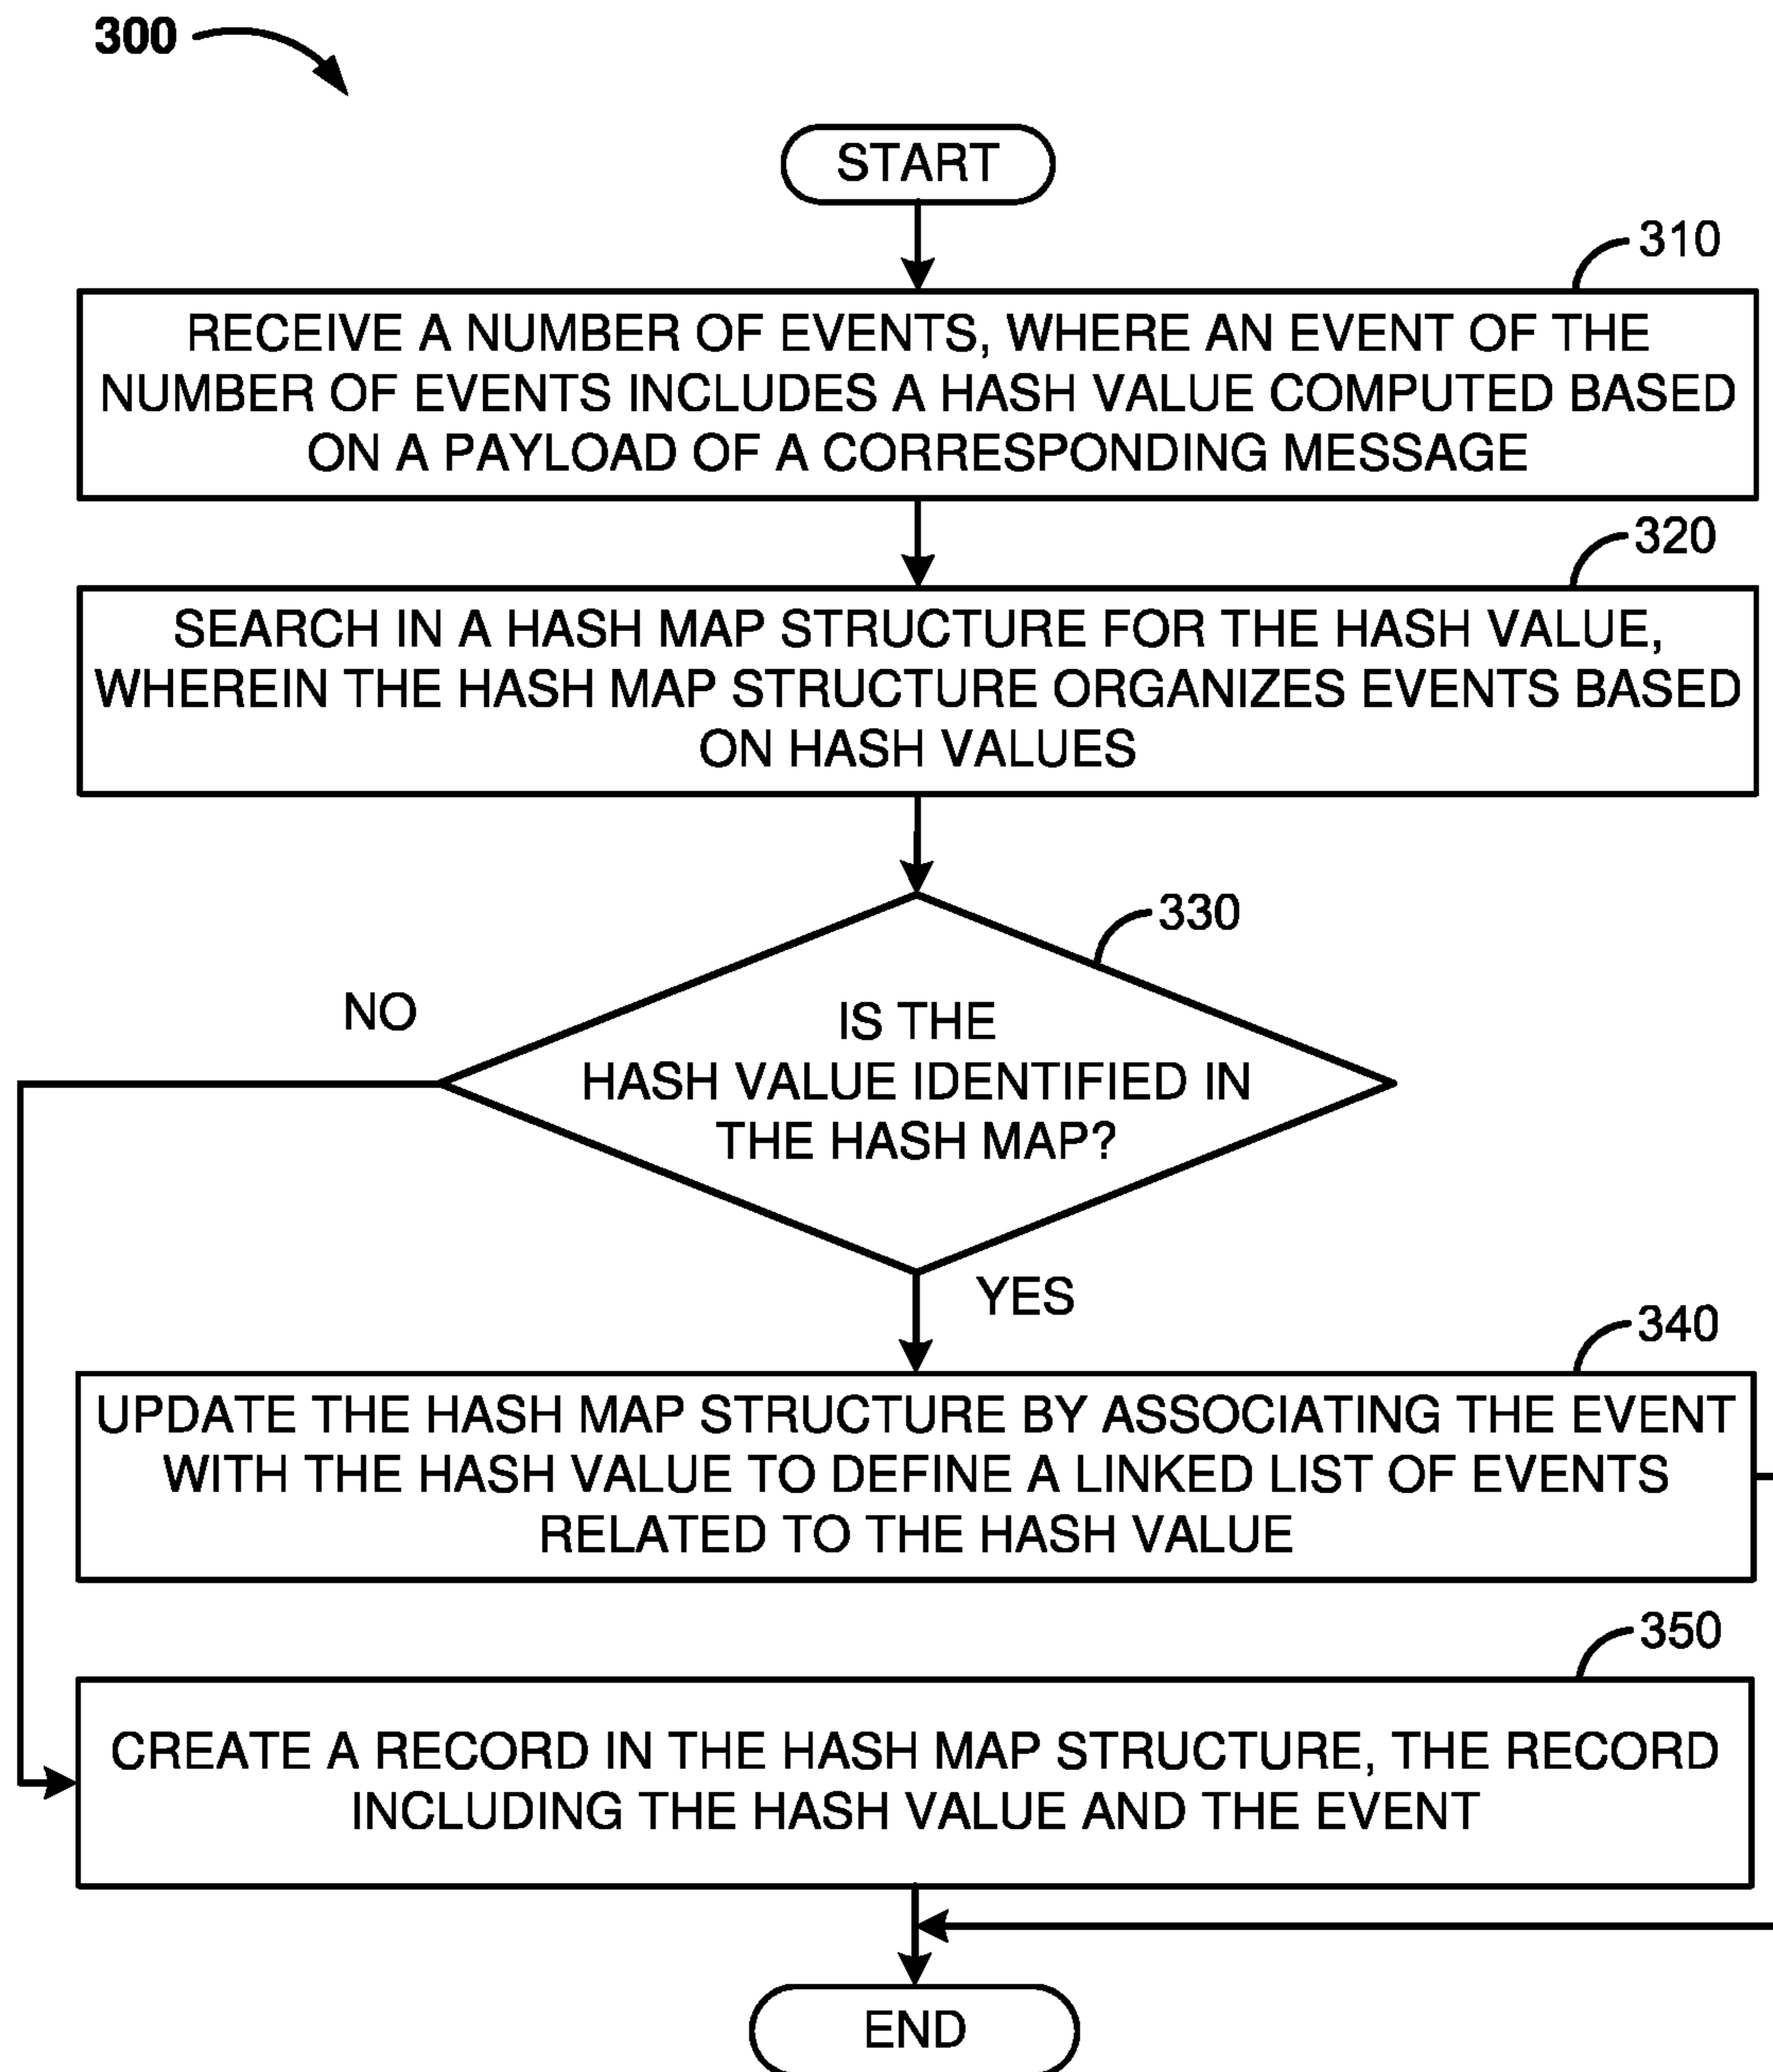 300
START
310
RECEIVE A NUMBER OF EVENTS, WHERE AN EVENT OF THE
NUMBER OF EVENTS INCLUDES A HASH VALUE COMPUTED BASED
ON A PAYLOAD OF A CORRESPONDING MESSAGE
320
SEARCH IN A HASH MAP STRUCTURE FOR THE HASH VALUE,
WHEREIN THE HASH MAP STRUCTURE ORGANIZES EVENTS BASED
ON HASH VALUES
330
NO
IS THE
HASH VALUE IDENTIFIED IN
THE HASH MAP?
YES
340
UPDATE THE HASH MAP STRUCTURE BY ASSOCIATING THE EVENT
WITH THE HASH VALUE TO DEFINE A LINKED LIST OF EVENTS
RELATED TO THE HASH VALUE
350
CREATE A RECORD IN THE HASH MAP STRUCTURE, THE RECORD
INCLUDING THE HASH VALUE AND THE EVENT
END